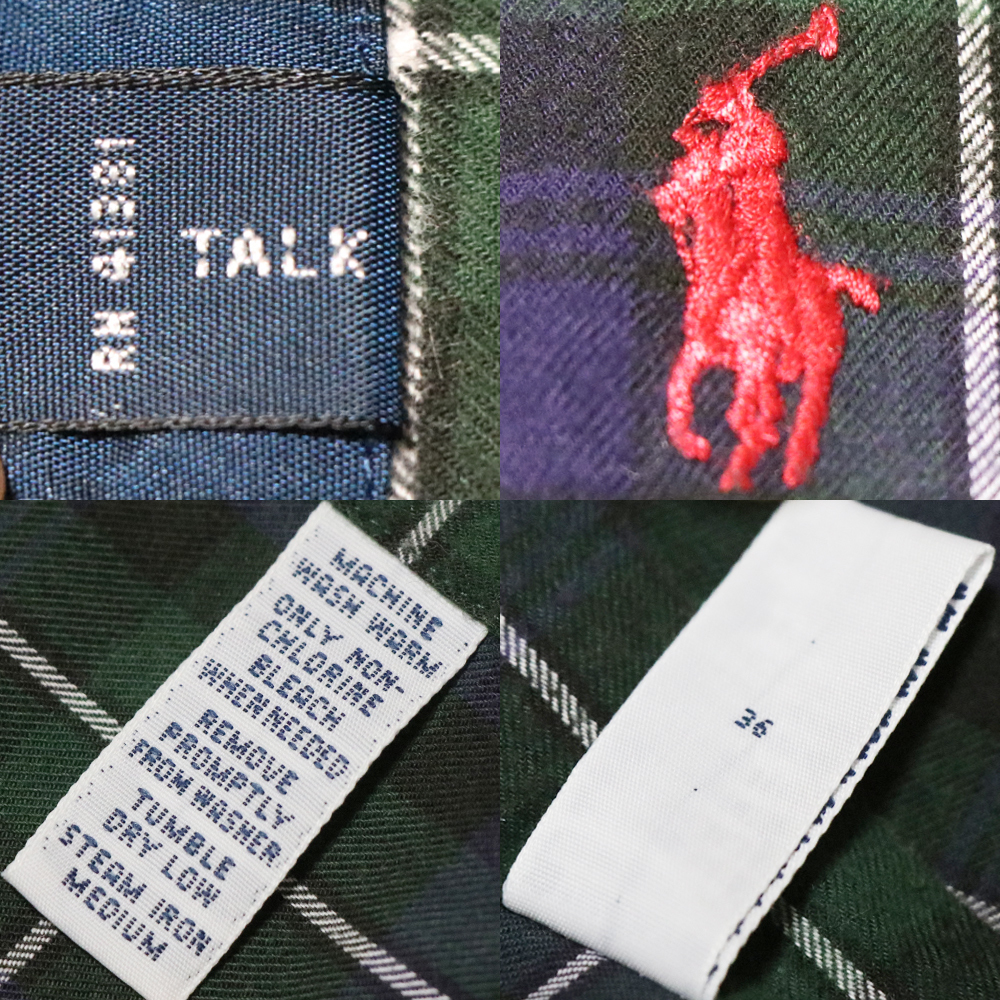 RN 41381
TALK
MACHINE
WASH WARM
ONLY NON-
CHLORINE
BLEACH
WHEN NEEDED
REMOVE
PROMPTLY
FROM WASHER
TUMBLE
DRY LOW
STEAM IRON
MEDIUM
36